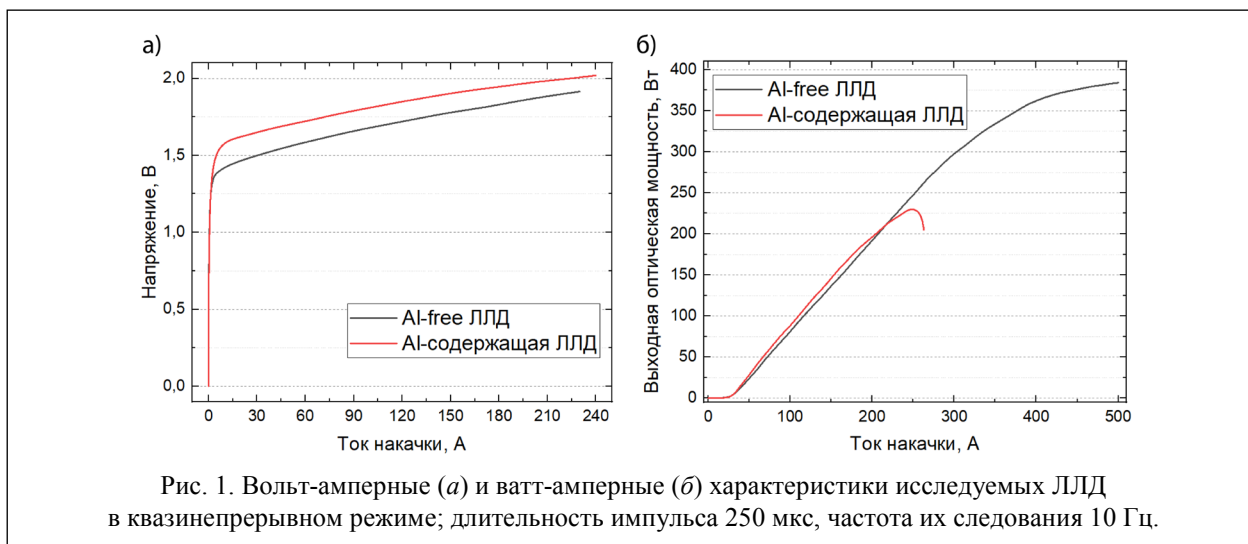 а)
Напряжение, В
2,0
1,5
1,0
0,5
0,0
Al-free ЛЛД
Al-содержащая ЛЛД
0 30 60 90 120 150 180 210 240
Ток накачки, А
б)
Выходная оптическая мощность, Вт
400
350
300
250
200
150
100
50
0
Al-free ЛЛД
Al-содержащая ЛЛД
0 100 200 300 400 500
Ток накачки, А
Рис. 1. Вольт-амперные (а) и ватт-амперные (б) характеристики исследуемых ЛЛД
в квазинепрерывном режиме; длительность импульса 250 мкс, частота их следования 10 Гц.